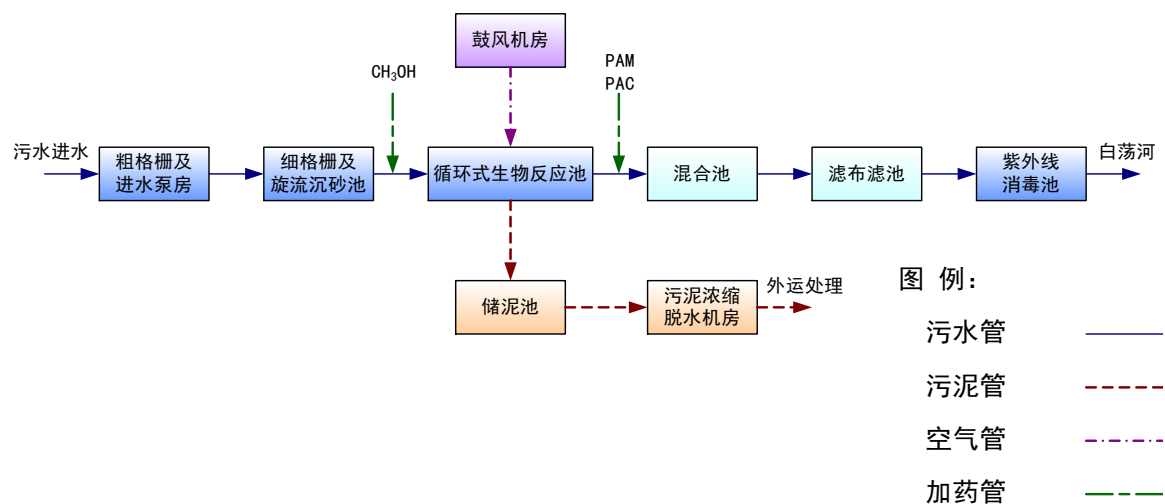 鼓风机房
CH₃OH
PAM
PAC
污水进水
粗格栅及
进水泵房
细格栅及
旋流沉砂池
循环式生物反应池
混合池
滤布滤池
紫外线
消毒池
白荡河
储泥池
污泥浓缩
脱水机房
外运处理
图 例：
污水管
污泥管
空气管
加药管